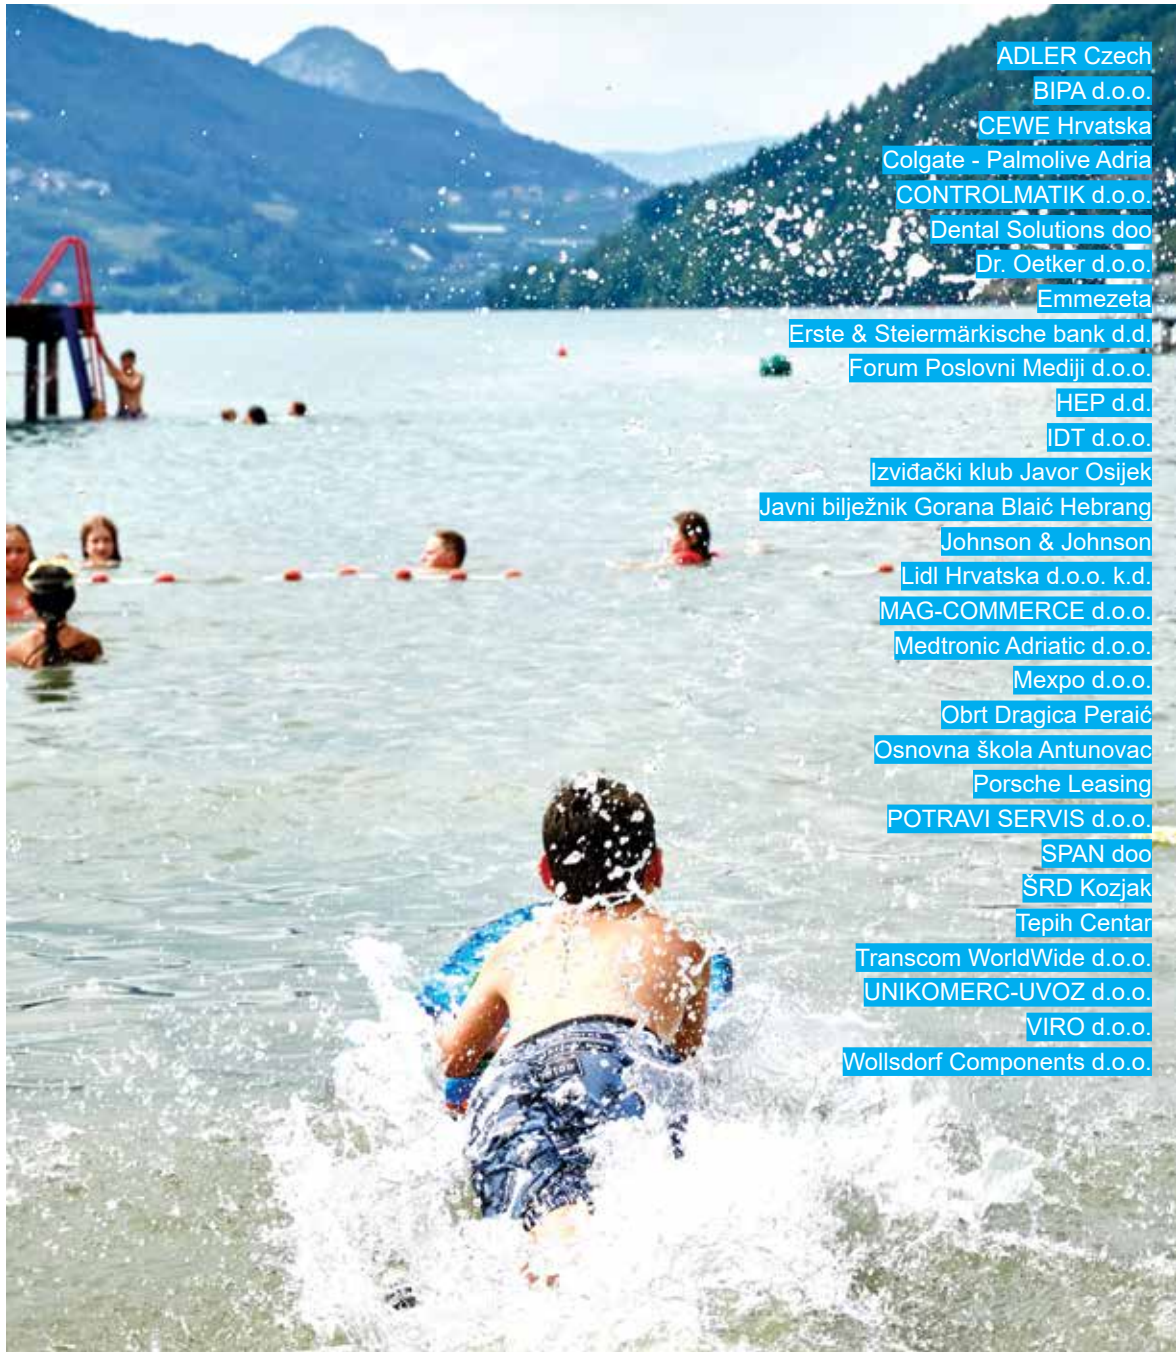 ADLER Czech
BIPA d.o.o.
CEWE Hrvatska
Colgate - Palmolive Adria
CONTROLMATIK d.o.o.
Dental Solutions doo
Dr. Oetker d.o.o.
Emmezeta
Erste & Steiermärkische bank d.d.
Forum Poslovni Mediji d.o.o.
HEP d.d.
IDT d.o.o.
Izviđački klub Javor Osijek
Javni bilježnik Gorana Blaić Hebrang
Johnson & Johnson
Lidl Hrvatska d.o.o. k.d.
MAG-COMMERCE d.o.o.
Medtronic Adriatic d.o.o.
Mexpo d.o.o.
Obrt Dragica Peraić
Osnovna škola Antunovac
Porsche Leasing
POTRAVI SERVIS d.o.o.
SPAN doo
ŠRD Kozjak
Tepih Centar
Transcom WorldWide d.o.o.
UNIKOMERC-UVOZ d.o.o.
VIRO d.o.o.
Wollsdorf Components d.o.o.